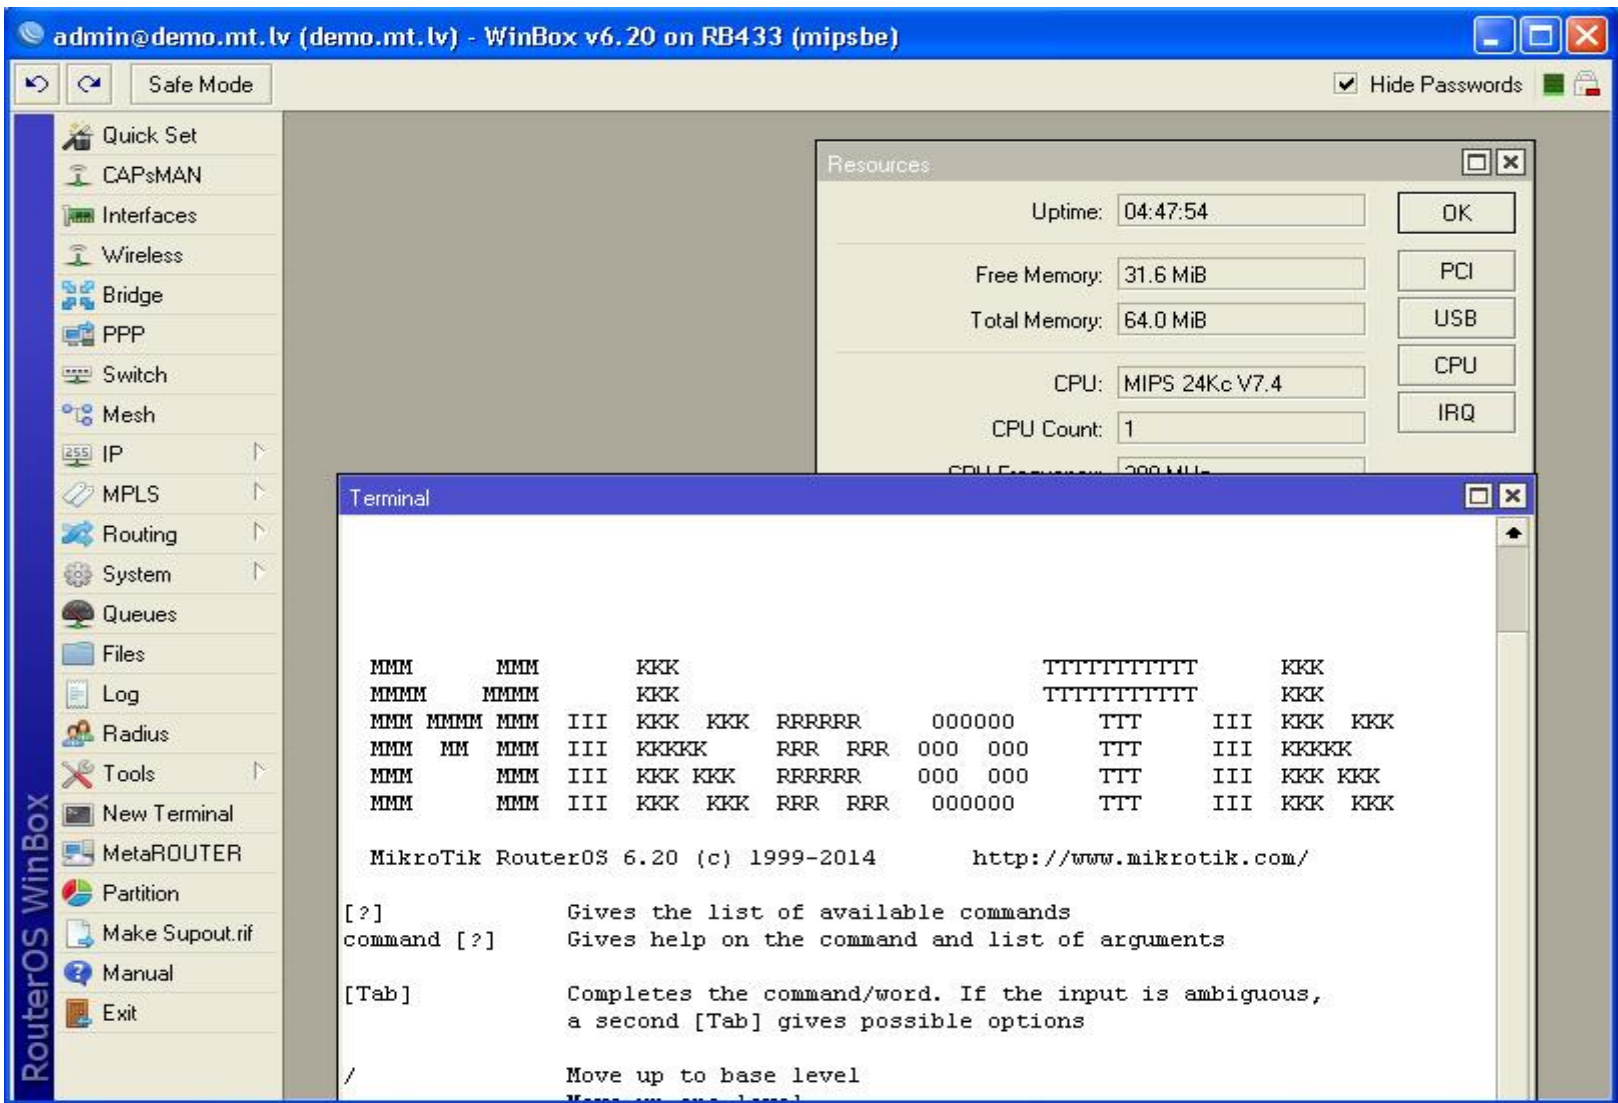 admin@demo.mt.lv (demo.mt.lv) - WinBox v6.20 on RB433 (mipsbe)
Safe Mode
Hide Passwords
RouterOS WinBox
Quick Set
CAPsMAN
Interfaces
Wireless
Bridge
PPP
Switch
Mesh
255 IP
MPLS
Routing
System
Queues
Files
Log
Radius
Tools
New Terminal
MetaROUTER
Partition
Make Supout.rif
Manual
Exit
Resources
Uptime: 04:47:54
OK
Free Memory: 31.6 MiB
PCI
Total Memory: 64.0 MiB
USB
CPU: MIPS 24Kc V7.4
CPU
CPU Count: 1
IRQ
CPU Frequency:
Terminal
  MMM      MMM       KKK                          TTTTTTTTTTT      KKK
  MMMM    MMMM       KKK                          TTTTTTTTTTT      KKK
  MMM MMMM MMM  III  KKK  KKK  RRRRRR     OOOOOO      TTT     III  KKK  KKK
  MMM  MM  MMM  III  KKKKK     RRR  RRR  OOO  OOO     TTT     III  KKKKK
  MMM      MMM  III  KKK KKK   RRRRRR    OOO  OOO     TTT     III  KKK KKK
  MMM      MMM  III  KKK  KKK  RRR  RRR   OOOOOO      TTT     III  KKK  KKK
MikroTik RouterOS 6.20 (c) 1999-2014       http://www.mikrotik.com/
[?]             Gives the list of available commands
command [?]     Gives help on the command and list of arguments
[Tab]           Completes the command/word. If the input is ambiguous,
a second [Tab] gives possible options
/               Move up to base level